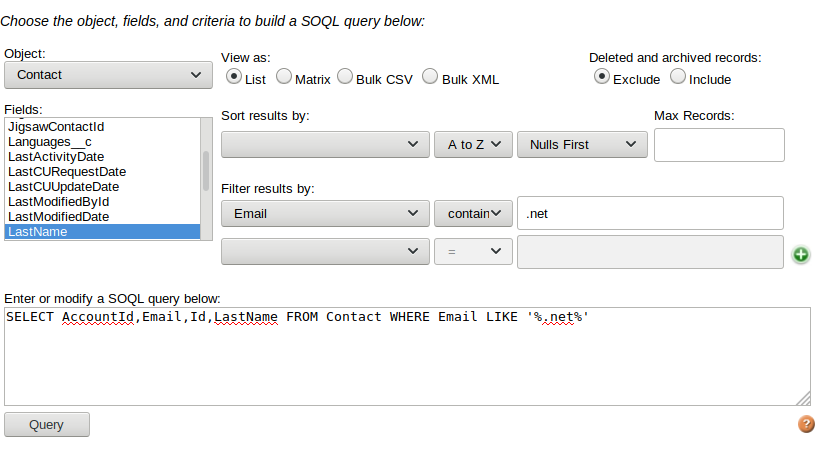 Choose the object, fields, and criteria to build a SOQL query below:
Object:
View as:
Deleted and archived records:
Contact
List Matrix Bulk CSV Bulk XML
Exclude Include
Fields:
Sort results by:
Max Records:
JigsawContactId
Languages__c
LastActivityDate
LastCURequestDate
LastCUUpdateDate
LastModifiedById
LastModifiedDate
LastName
A to Z
Nulls First
Filter results by:
Email
contain
.net
=
Enter or modify a SOQL query below:
SELECT AccountId,Email,Id,LastName FROM Contact WHERE Email LIKE '%.net%'
Query
?